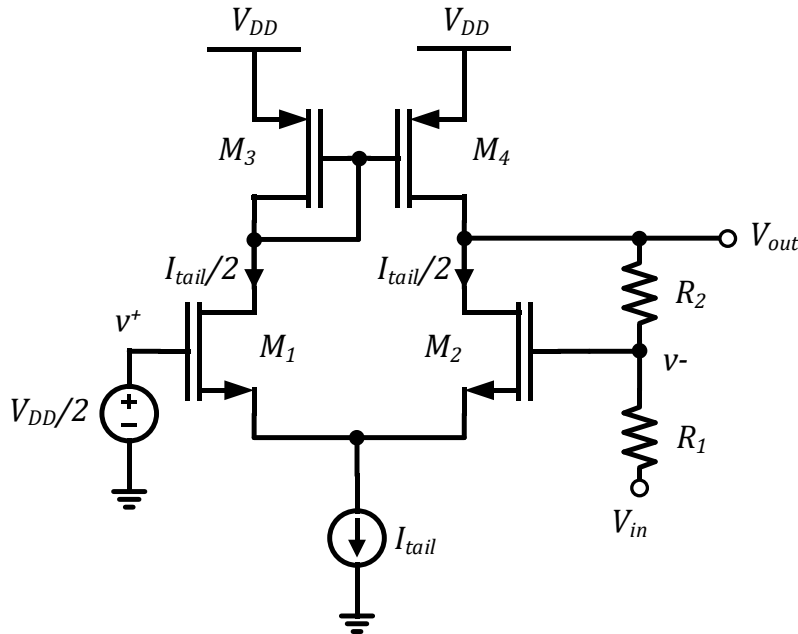 V_DD V_DD
M_3 M_4
V_out
I_tail/2 I_tail/2
R_2
v^+
M_1 M_2
v-
V_DD/2
R_1
V_in
I_tail